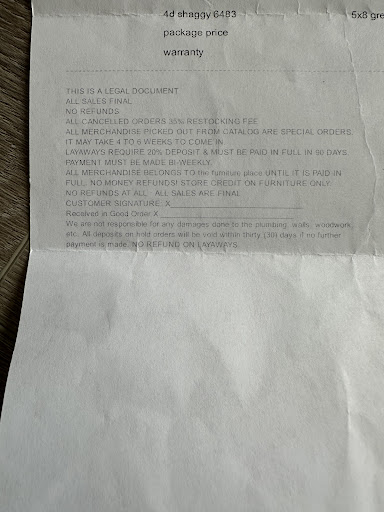 4d shaggy 6483 5x8 gre
package price
warranty
THIS IS A LEGAL DOCUMENT
ALL SALES FINAL
NO REFUNDS
ALL CANCELLED ORDERS 35% RESTOCKING FEE
ALL MERCHANDISE PICKED OUT FROM CATALOG ARE SPECIAL ORDERS.
IT MAY TAKE 4 TO 6 WEEKS TO COME IN
LAYAWAYS REQUIRE 20% DEPOSIT & MUST BE PAID IN FULL IN 90 DAYS.
PAYMENT MUST BE MADE BI-WEEKLY
ALL MERCHANDISE BELONGS TO the furniture place UNTIL IT IS PAID IN
FULL. NO MONEY REFUNDS! STORE CREDIT ON FURNITURE ONLY.
NO REFUNDS AT ALL ALL SALES ARE FINAL
CUSTOMER SIGNATURE X
Received in Good Order X
We are not responsible for any damages done to the plumbing, walls, woodwork
etc. All deposits on hold orders will be void within thirty (30) days if no further
payment is made. NO REFUND ON LAYAWAYS